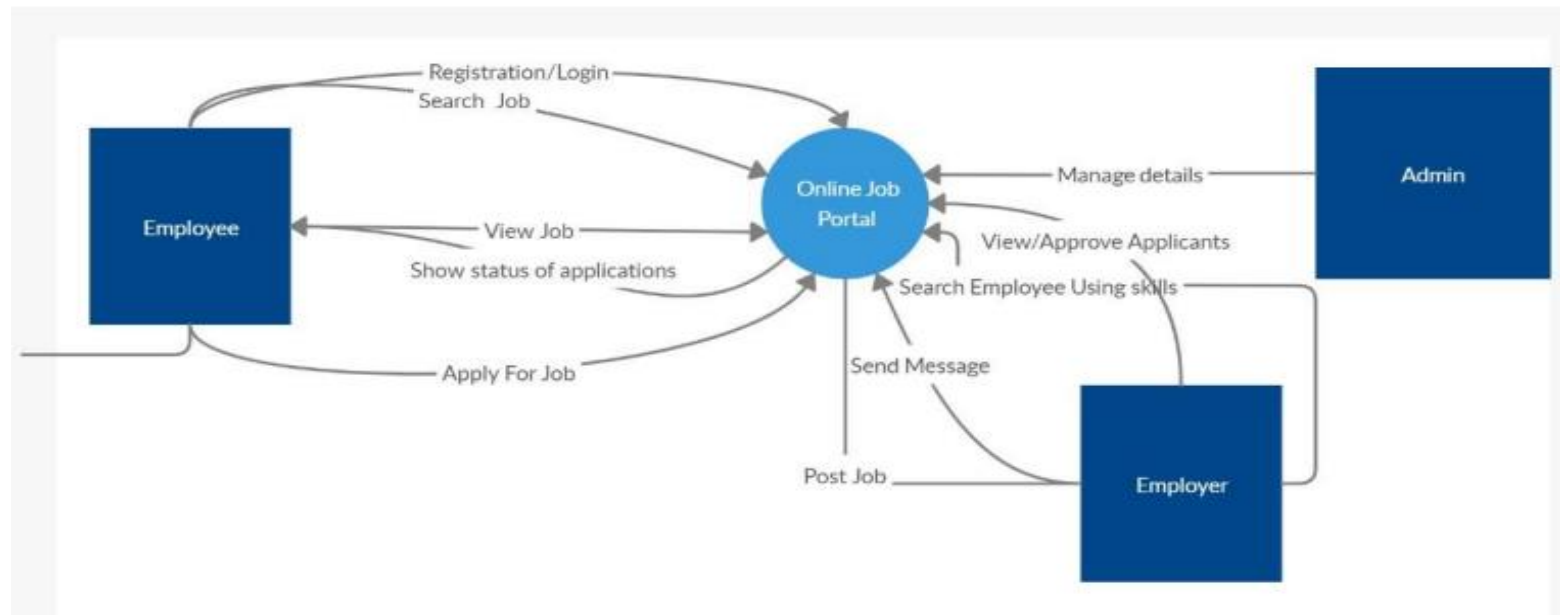 Registration/Login
Search Job
Online Job
Portal
Manage details
Admin
Employee
View Job
View/Approve Applicants
Show status of applications
Search Employee Using skills
Apply For Job
Send Message
Post Job
Employer